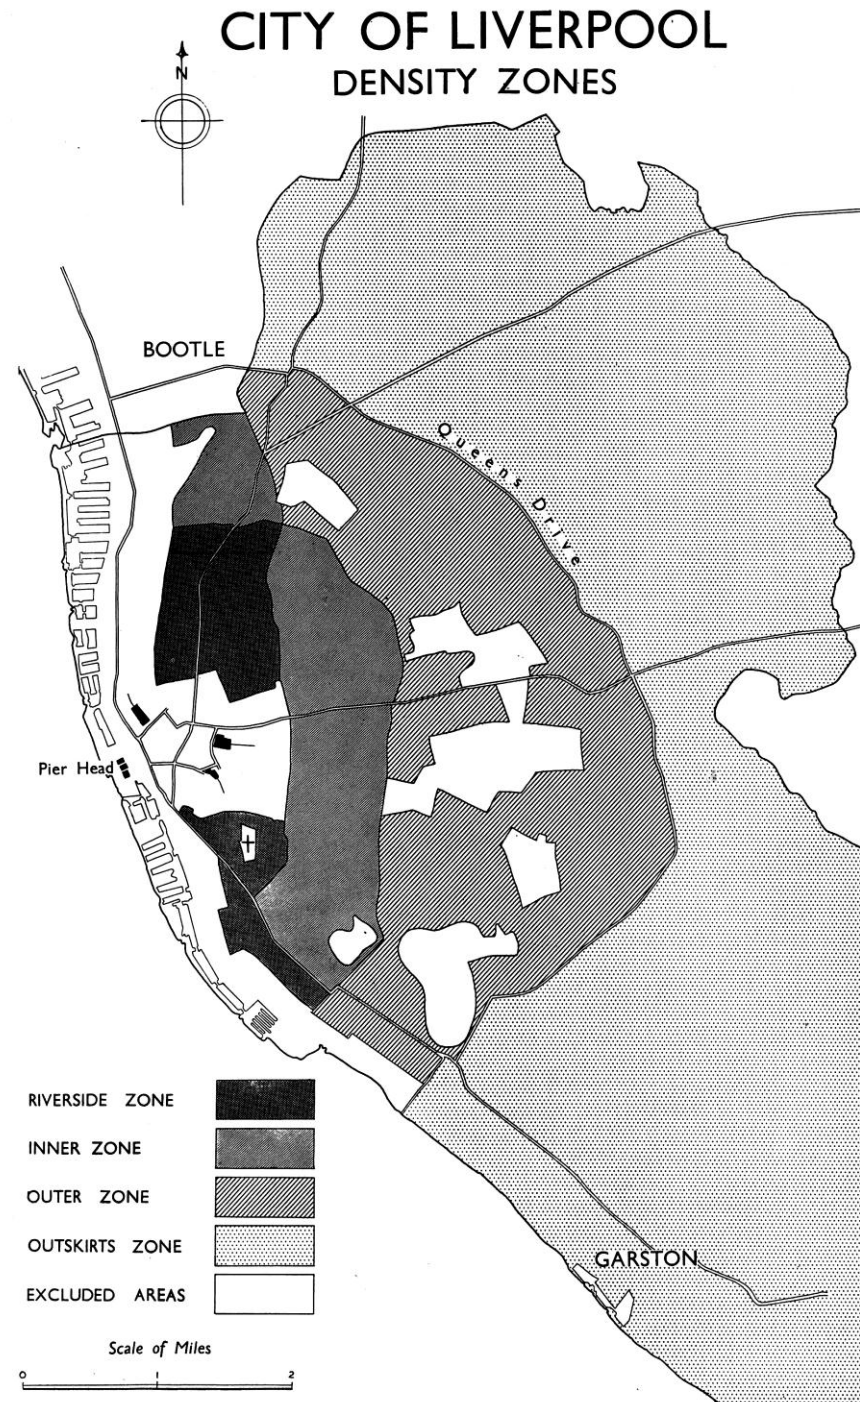 CITY OF LIVERPOOL
DENSITY ZONES
N
BOOTLE
Queens Drive
Pier Head
RIVERSIDE ZONE
INNER ZONE
OUTER ZONE
OUTSKIRTS ZONE
EXCLUDED AREAS
GARSTON
Scale of Miles
0 1 2